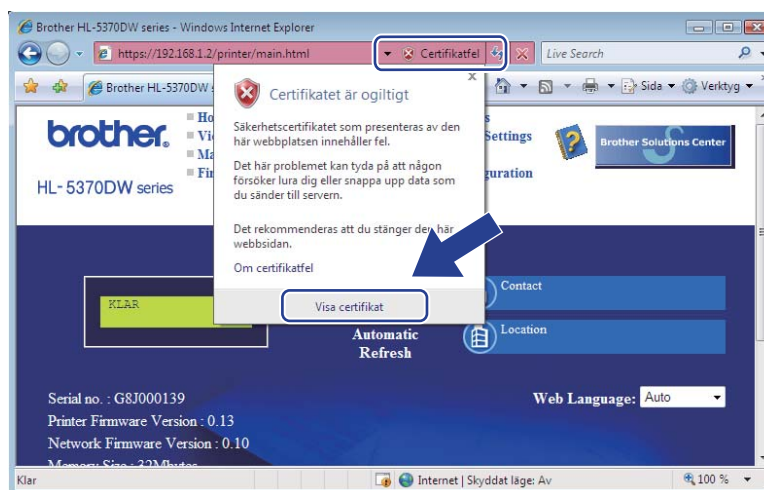 Brother HL-5370DW series - Windows Internet Explorer
https://192.168.1.2/printer/main.html
Certifikatfel
Live Search
Brother HL-5370DW
Sida
Verktyg
Certifikatet är ogiltigt
Säkerhetscertifikatet som presenteras av den
här webbplatsen innehåller fel.
Det här problemet kan tyda på att någon
försöker lura dig eller snappa upp data som
du sänder till servern.
Det rekommenderas att du stänger den här
webbsidan.
Om certifikatfel
Visa certifikat
brother.
HL-5370DW series
Settings
Brother Solutions Center
KLAR
Contact
Location
Automatic
Refresh
Serial no. : G8J000139
Web Language: Auto
Printer Firmware Version : 0.13
Network Firmware Version : 0.10
Memory Size : 32Mbytes
Klar
Internet | Skyddat läge: Av
100 %